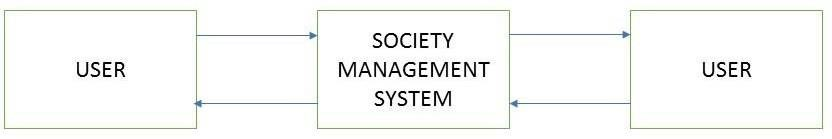 USER
SOCIETY
MANAGEMENT
SYSTEM
USER